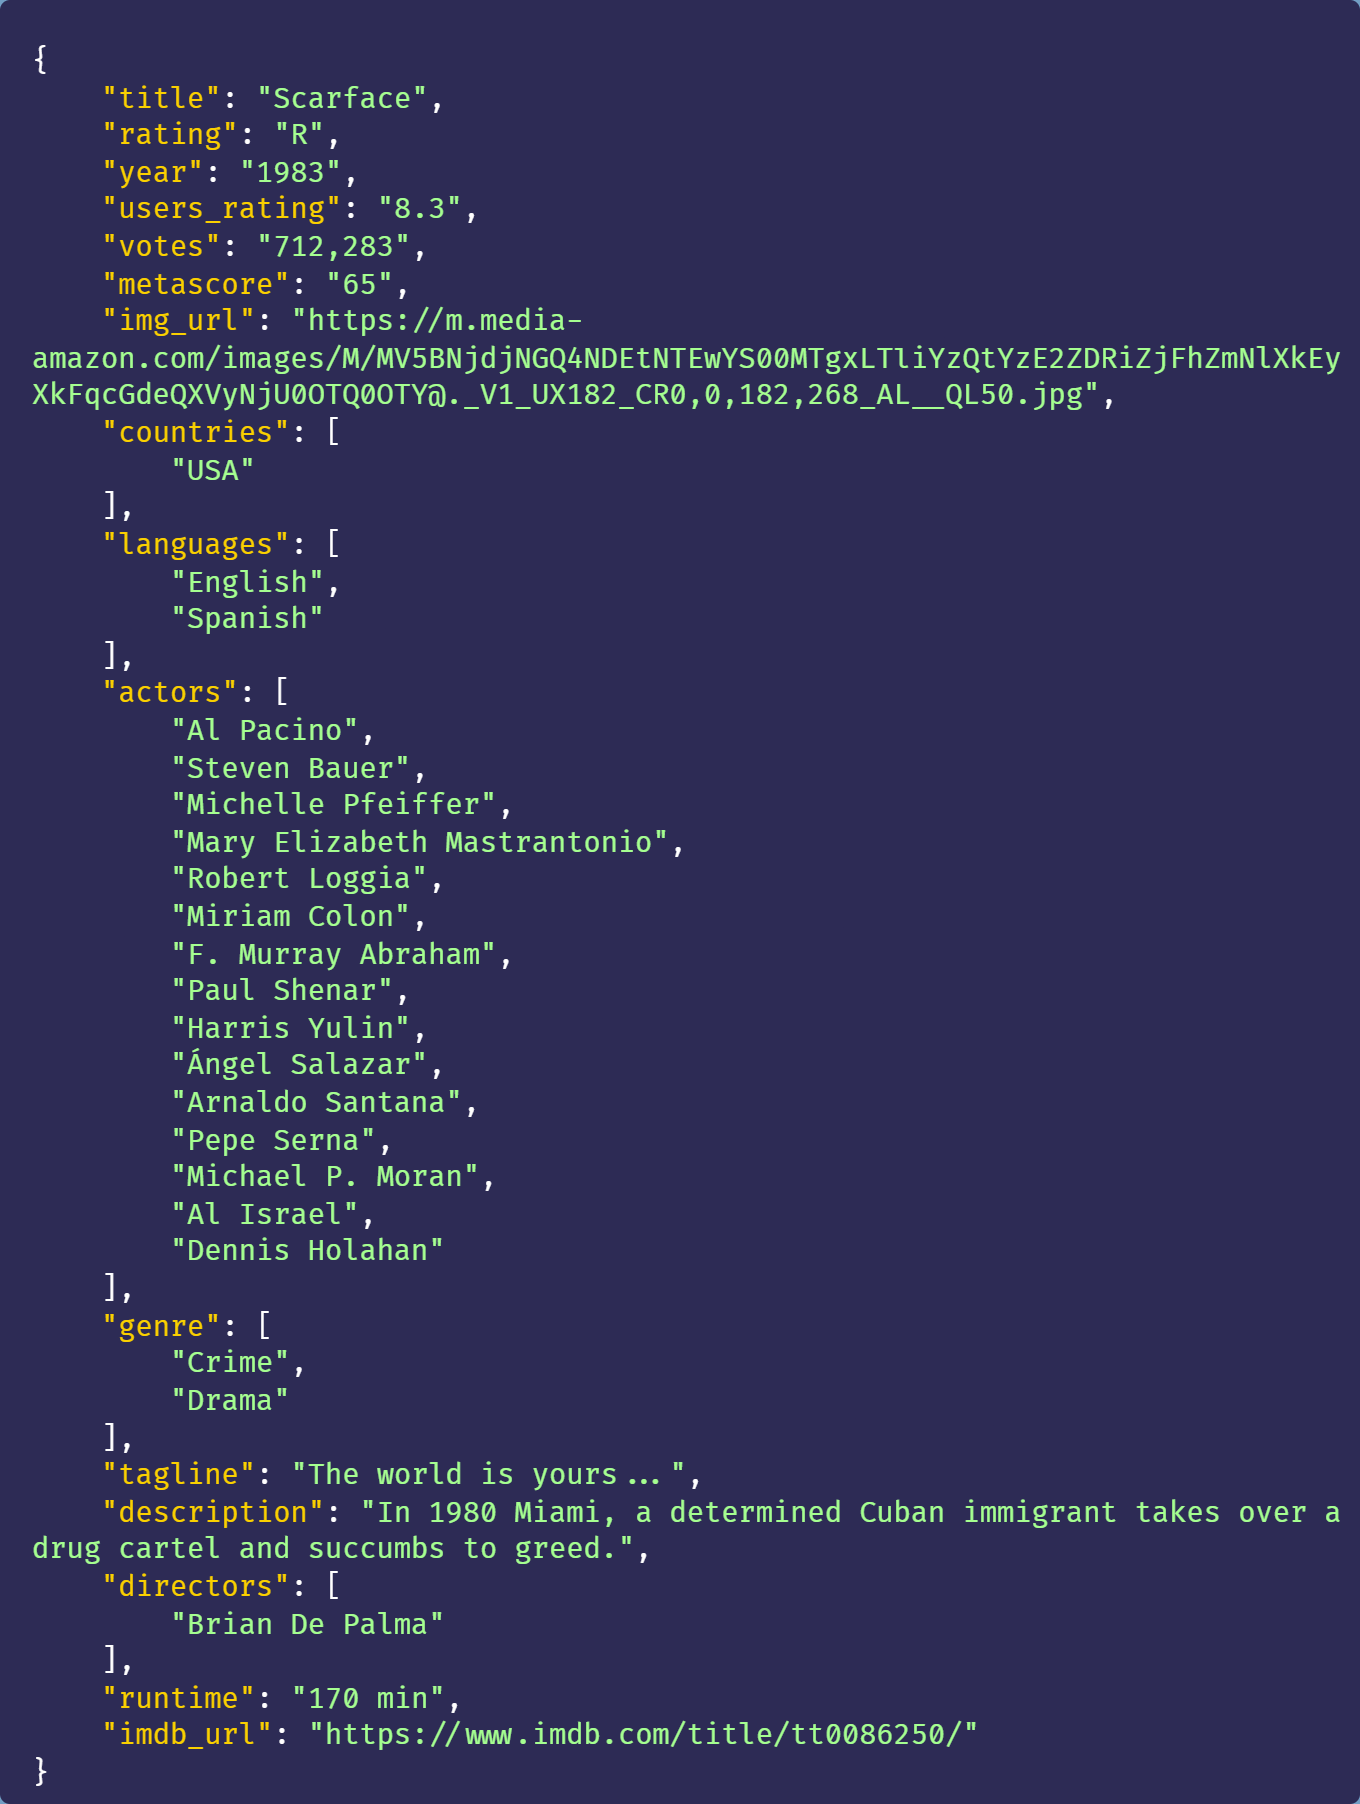 {
    "title": "Scarface",
    "rating": "R",
    "year": "1983",
    "users_rating": "8.3",
    "votes": "712,283",
    "metascore": "65",
    "img_url": "https://m.media-
amazon.com/images/M/MV5BNjdjNGQ4NDEtNTEwYS00MTgxLTliYzQtYzE2ZDRiZjFhZmNlXkEy
XkFqcGdeQXVyNjU0OTQ0OTY@._V1_UX182_CR0,0,182,268_AL__QL50.jpg",
    "countries": [
        "USA"
    ],
    "languages": [
        "English",
        "Spanish"
    ],
    "actors": [
        "Al Pacino",
        "Steven Bauer",
        "Michelle Pfeiffer",
        "Mary Elizabeth Mastrantonio",
        "Robert Loggia",
        "Miriam Colon",
        "F. Murray Abraham",
        "Paul Shenar",
        "Harris Yulin",
        "Ángel Salazar",
        "Arnaldo Santana",
        "Pepe Serna",
        "Michael P. Moran",
        "Al Israel",
        "Dennis Holahan"
    ],
    "genre": [
        "Crime",
        "Drama"
    ],
    "tagline": "The world is yours...",
    "description": "In 1980 Miami, a determined Cuban immigrant takes over a
drug cartel and succumbs to greed.",
    "directors": [
        "Brian De Palma"
    ],
    "runtime": "170 min",
    "imdb_url": "https://www.imdb.com/title/tt0086250/"
}